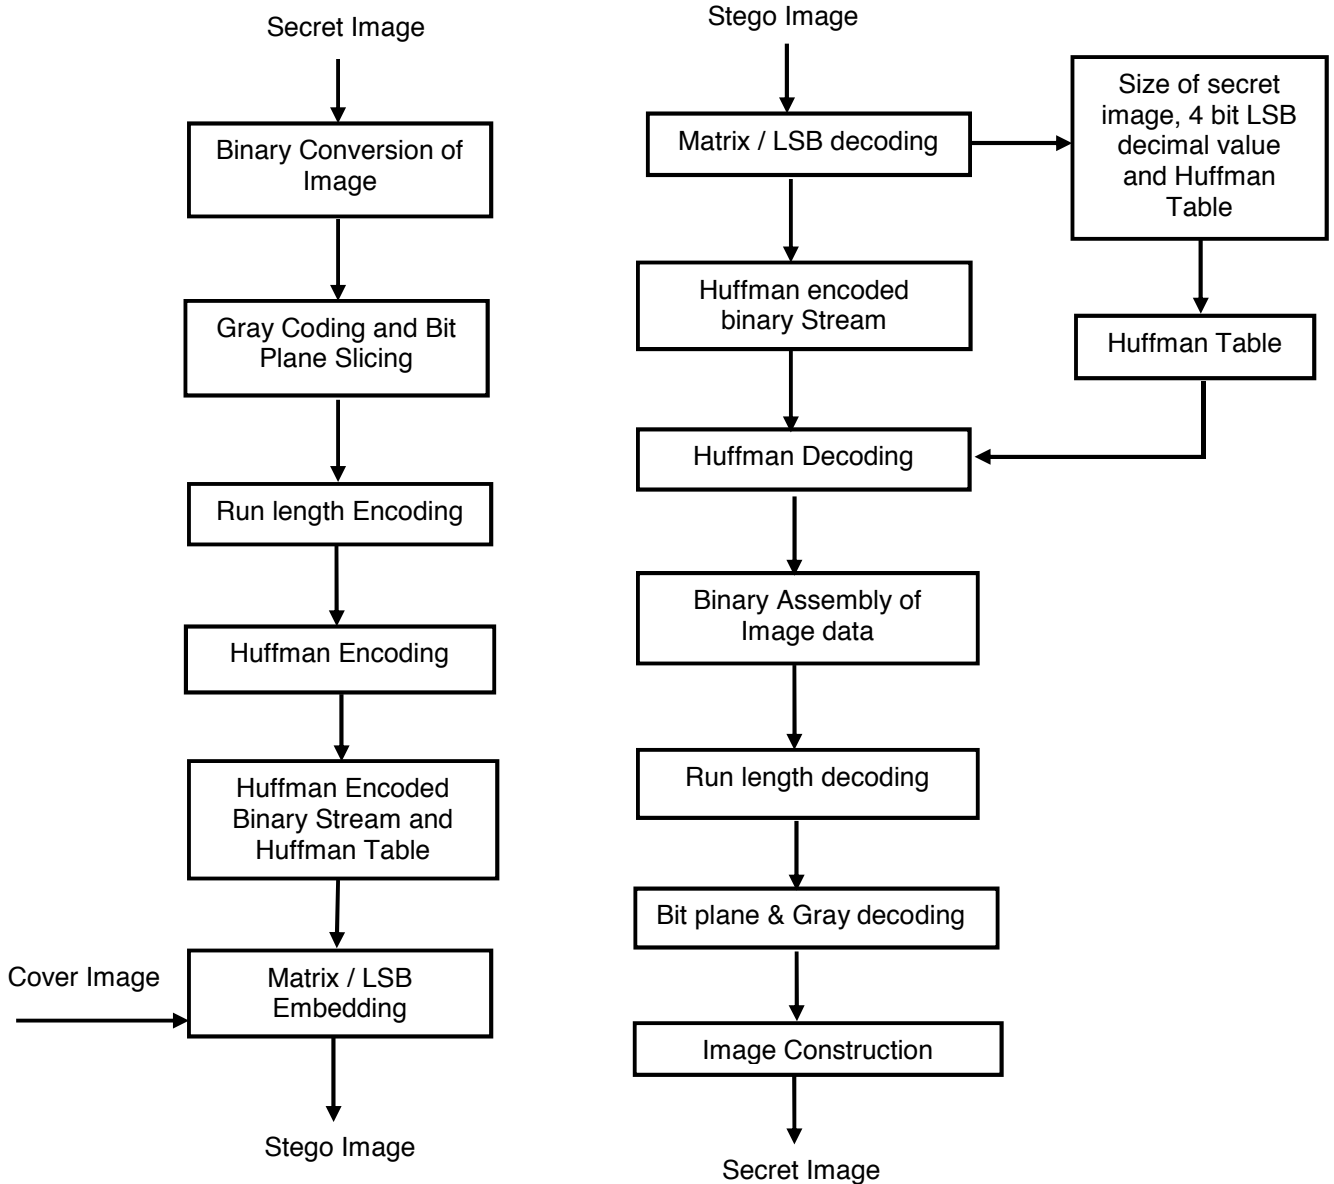 Secret Image
Binary Conversion of
Image
Gray Coding and Bit
Plane Slicing
Run length Encoding
Huffman Encoding
Huffman Encoded
Binary Stream and
Huffman Table
Cover Image
Matrix / LSB
Embedding
Stego Image
Stego Image
Matrix / LSB decoding
Size of secret
image, 4 bit LSB
decimal value
and Huffman
Table
Huffman encoded
binary Stream
Huffman Table
Huffman Decoding
Binary Assembly of
Image data
Run length decoding
Bit plane & Gray decoding
Image Construction
Secret Image